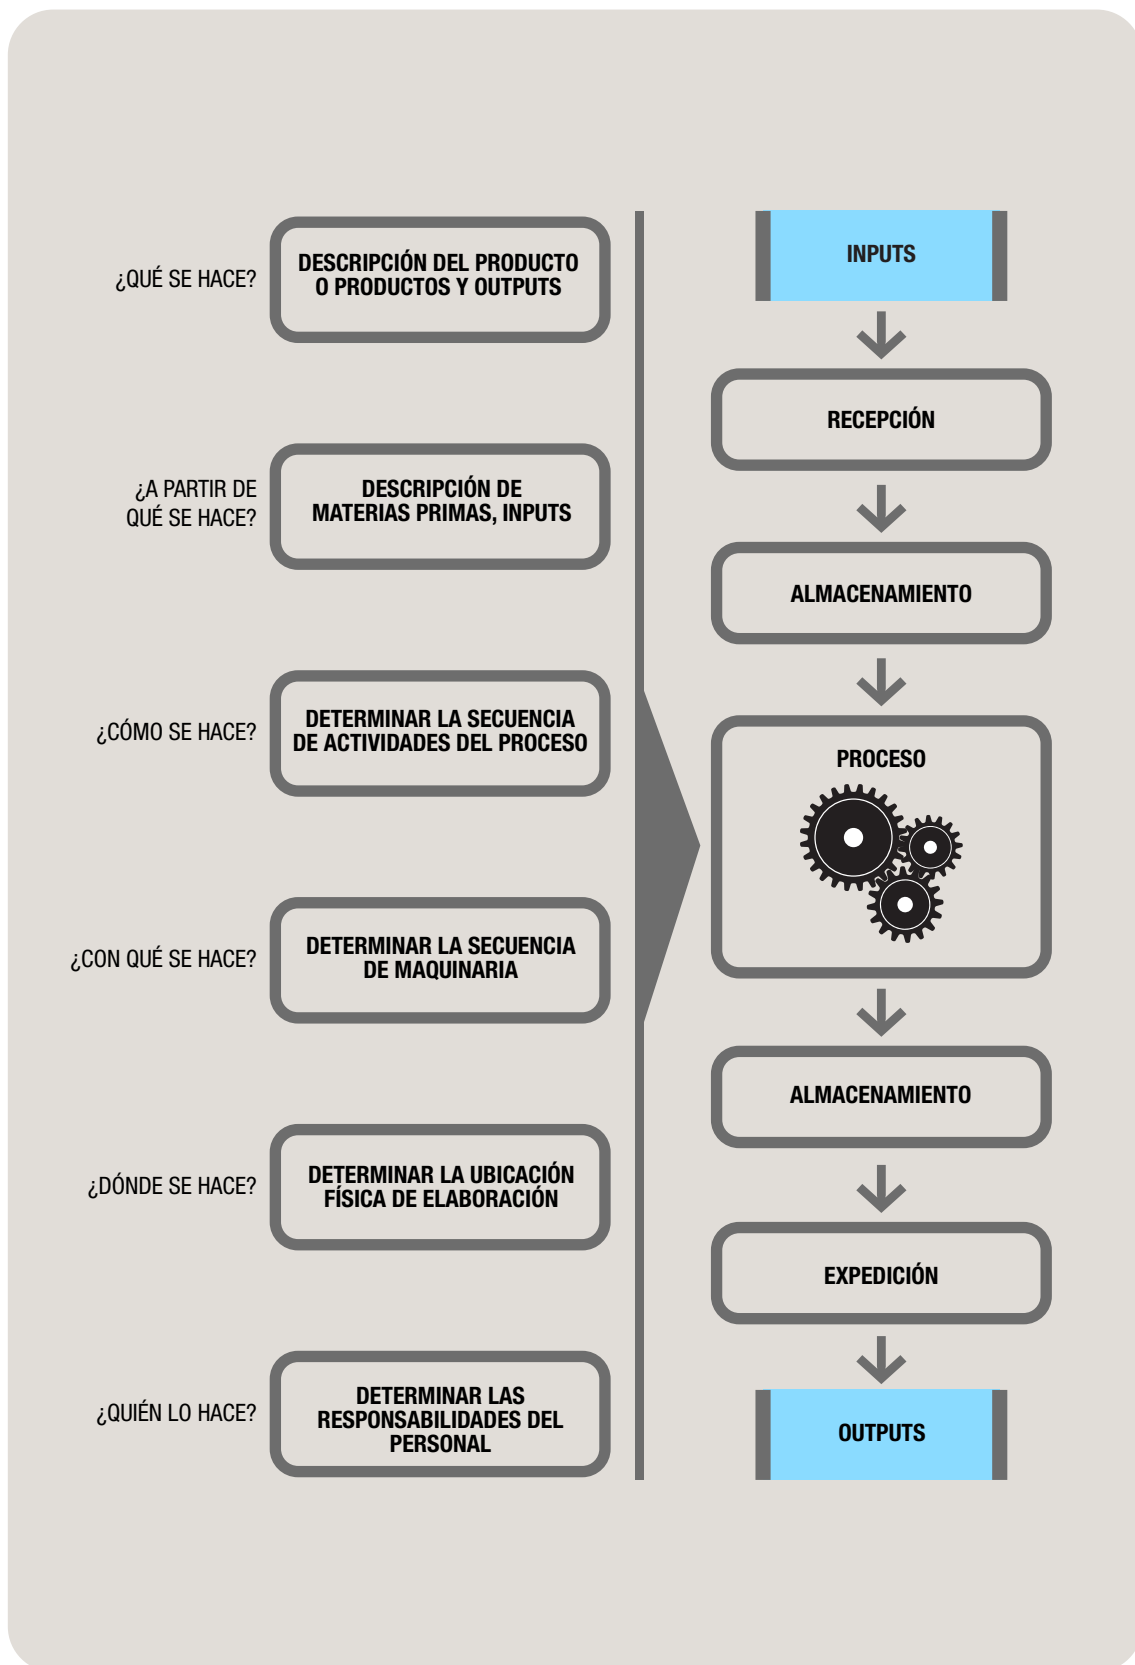 ¿QUÉ SE HACE?
DESCRIPCIÓN DEL PRODUCTO
O PRODUCTOS Y OUTPUTS
¿A PARTIR DE
QUÉ SE HACE?
DESCRIPCIÓN DE
MATERIAS PRIMAS, INPUTS
¿CÓMO SE HACE?
DETERMINAR LA SECUENCIA
DE ACTIVIDADES DEL PROCESO
¿CON QUÉ SE HACE?
DETERMINAR LA SECUENCIA
DE MAQUINARIA
¿DÓNDE SE HACE?
DETERMINAR LA UBICACIÓN
FÍSICA DE ELABORACIÓN
¿QUIÉN LO HACE?
DETERMINAR LAS
RESPONSABILIDADES DEL
PERSONAL
INPUTS
RECEPCIÓN
ALMACENAMIENTO
PROCESO
ALMACENAMIENTO
EXPEDICIÓN
OUTPUTS